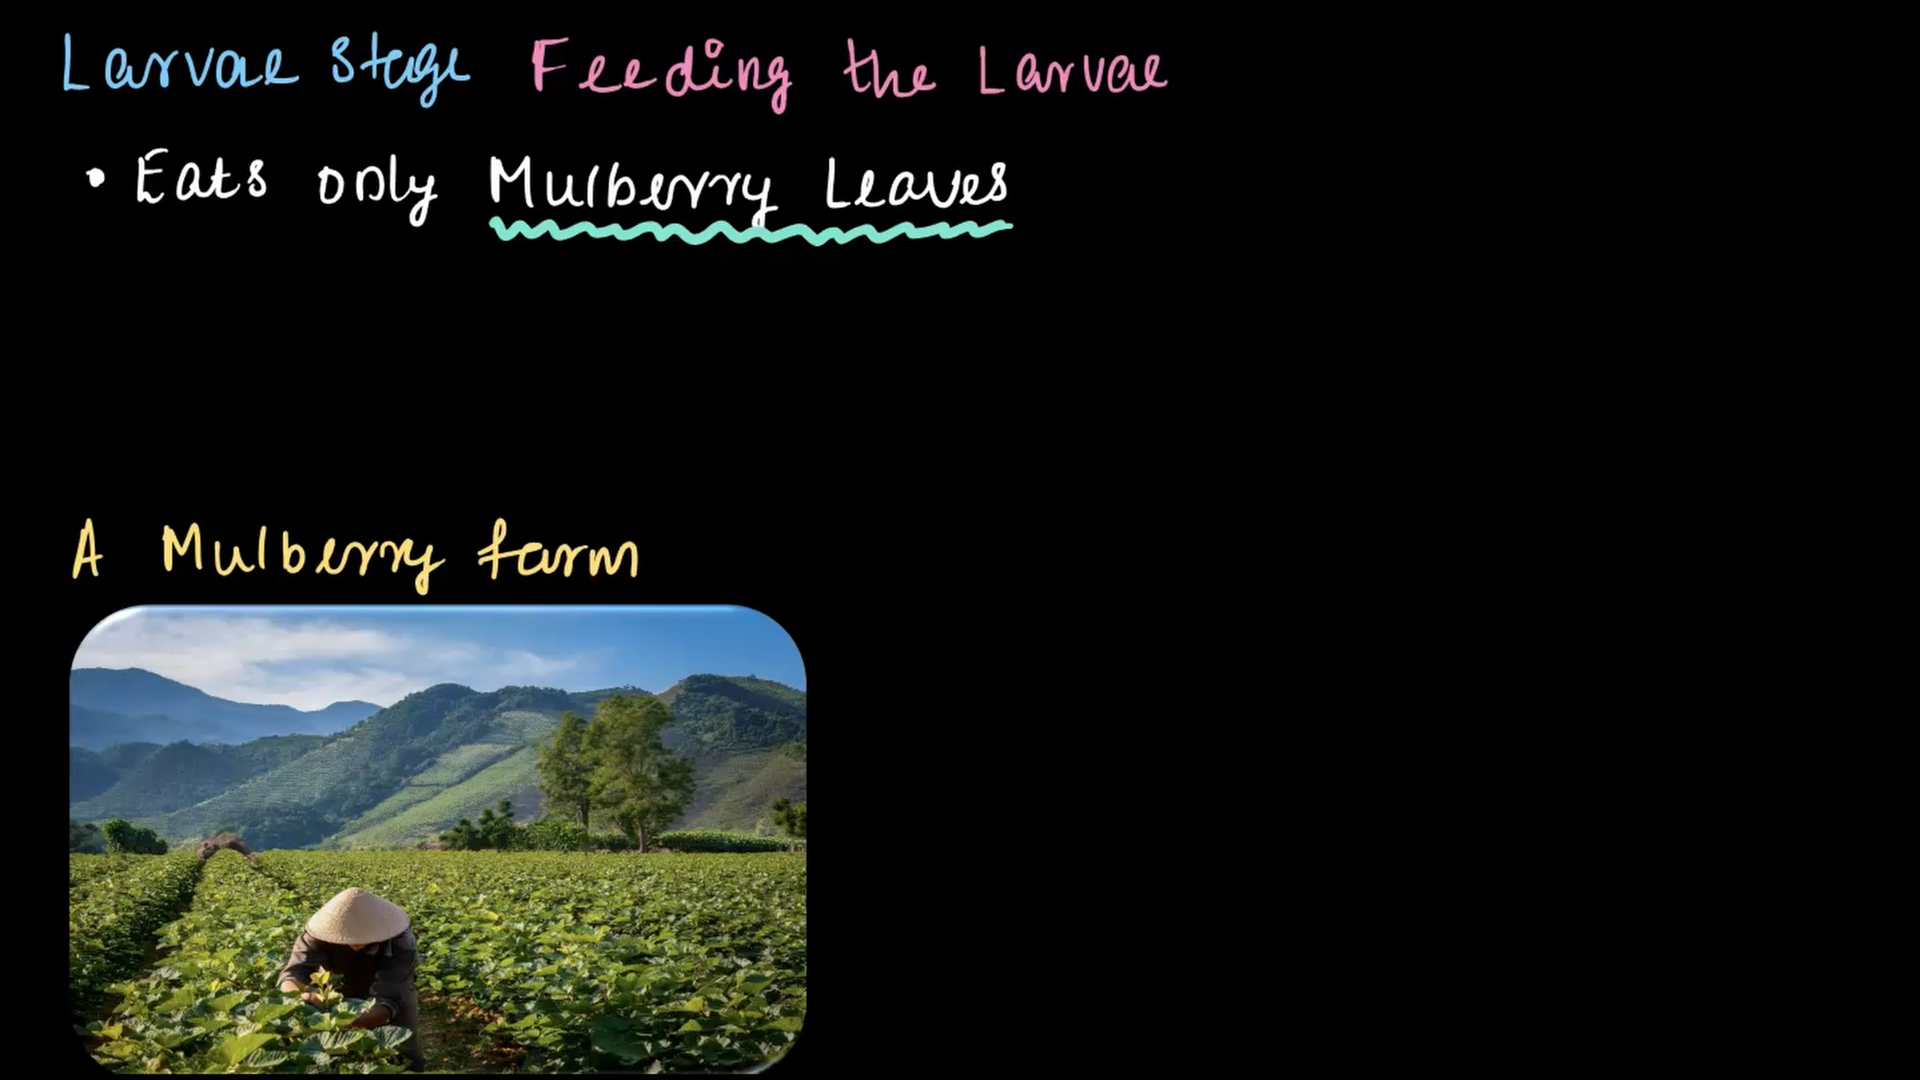 Larvae Stage Feeding the Larvae
• Eats only Mulberry Leaves
A Mulberry farm